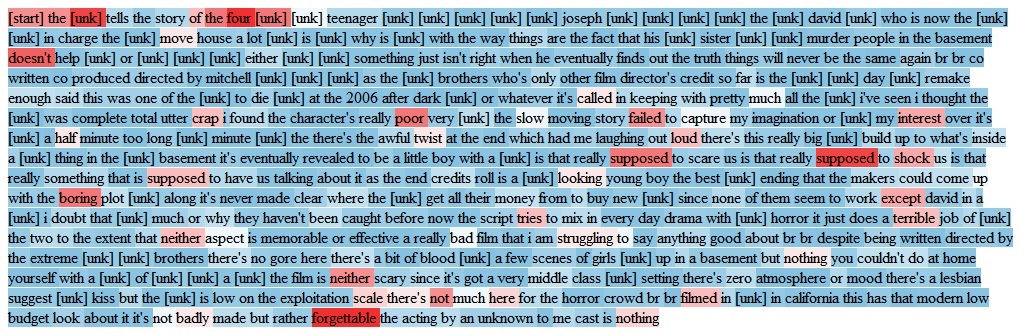 [start] the [unk] tells the story of the four [unk] [unk] teenager [unk] [unk] [unk] [unk] [unk] joseph [unk] [unk] [unk] [unk] [unk] the [unk] david [unk] who is now the [unk]
[unk] in charge the [unk] move house a lot [unk] is [unk] why is [unk] with the way things are the fact that his [unk] sister [unk] [unk] murder people in the basement
doesn't help [unk] or [unk] [unk] [unk] either [unk] [unk] something just isn't right when he eventually finds out the truth things will never be the same again br br co
written co produced directed by mitchell [unk] [unk] [unk] as the [unk] brothers who's only other film director's credit so far is the [unk] [unk] day [unk] remake
enough said this was one of the [unk] to die [unk] at the 2006 after dark [unk] or whatever it's called in keeping with pretty much all the [unk] i've seen i thought the
[unk] was complete total utter crap i found the character's really poor very [unk] the slow moving story failed to capture my imagination or [unk] my interest over it's
[unk] a half minute too long [unk] minute [unk] the there's the awful twist at the end which had me laughing out loud there's this really big [unk] build up to what's inside
a [unk] thing in the [unk] basement it's eventually revealed to be a little boy with a [unk] is that really supposed to scare us is that really supposed to shock us is that
really something that is supposed to have us talking about it as the end credits roll is a [unk] looking young boy the best [unk] ending that the makers could come up
with the boring plot [unk] along it's never made clear where the [unk] get all their money from to buy new [unk] since none of them seem to work except david in a
[unk] i doubt that [unk] much or why they haven't been caught before now the script tries to mix in every day drama with [unk] horror it just does a terrible job of [unk]
the two to the extent that neither aspect is memorable or effective a really bad film that i am struggling to say anything good about br br despite being written directed by
the extreme [unk] [unk] brothers there's no gore here there's a bit of blood [unk] a few scenes of girls [unk] up in a basement but nothing you couldn't do at home
yourself with a [unk] of [unk] [unk] a [unk] the film is neither scary since it's got a very middle class [unk] setting there's zero atmosphere or mood there's a lesbian
suggest [unk] kiss but the [unk] is low on the exploitation scale there's not much here for the horror crowd br br filmed in [unk] in california this has that modern low
budget look about it it's not badly made but rather forgettable the acting by an unknown to me cast is nothing